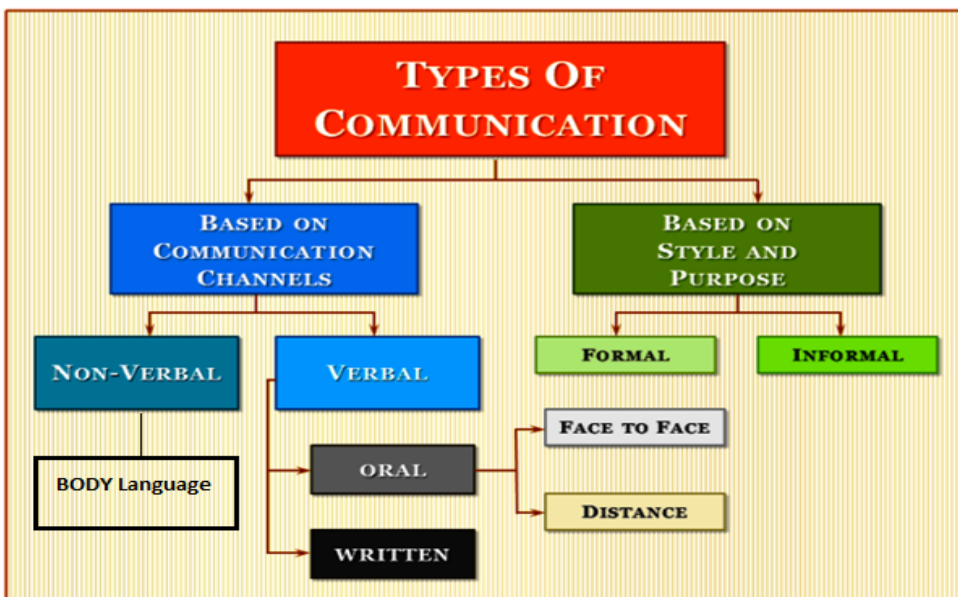 TYPES OF
COMMUNICATION
BASED ON
COMMUNICATION
CHANNELS
BASED ON
STYLE AND
PURPOSE
NON-VERBAL
VERBAL
FORMAL
INFORMAL
BODY Language
ORAL
WRITTEN
FACE TO FACE
DISTANCE